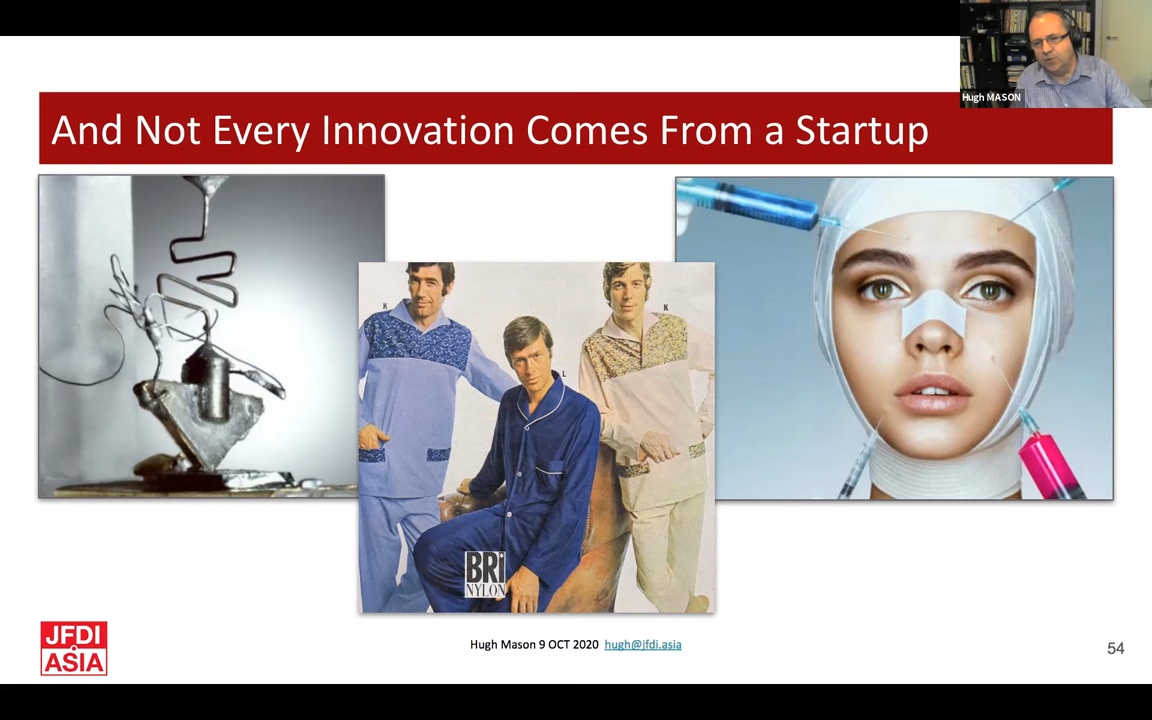 Hugh MASON
And Not Every Innovation Comes From a Startup
K
K
L
BRI
NYLON
JFDI
ASIA
Hugh Mason 9 OCT 2020 hugh@jfdi.asia
54